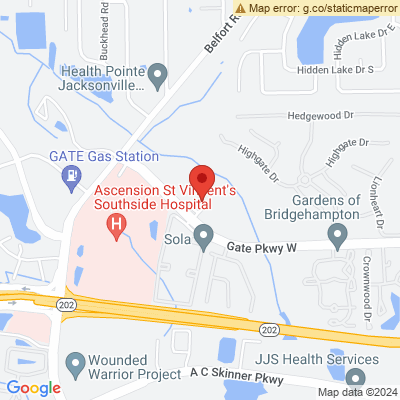 Map error: g.co/staticmaperror
Buckhead Rd
Belfort R
Hidden Lake Dr E
Hidden Lake Dr S
Health Pointe
Jacksonville...
Hedgewood Dr
Highgate Dr
Highgate Dr
GATE Gas Station
Ascension St Vincent's
Southside Hospital
H
Lionheart Dr
Gardens of
Bridgehampton
Sola
Gate Pkwy W
Crownwood Dr
202
202
JJS Health Services
Wounded
Warrior Project
A C Skinner Pkwy
Google
Map data ©2024